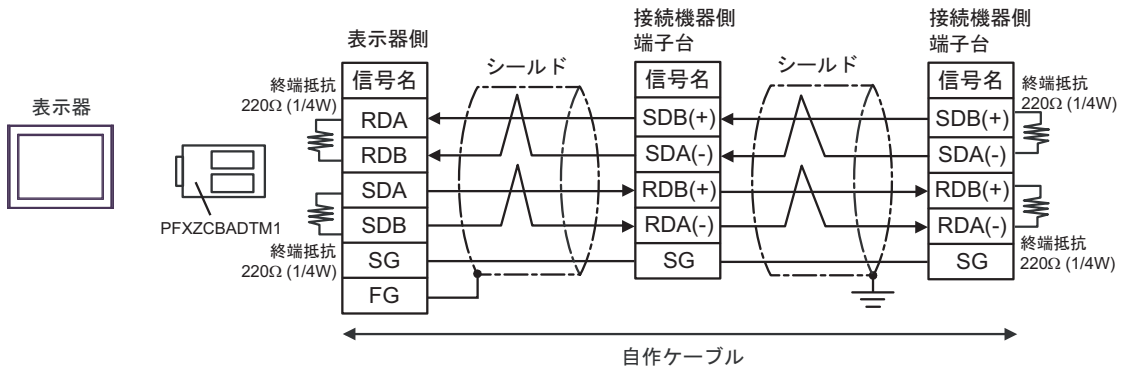 表示器
PFXZCBADTM1
表示器側
終端抵抗
220Ω (1/4W)
終端抵抗
220Ω (1/4W)
信号名
RDA
RDB
SDA
SDB
SG
FG
シールド
接続機器側
端子台
信号名
SDB(+)
SDA(-)
RDB(+)
RDA(-)
SG
シールド
接続機器側
端子台
信号名
SDB(+)
SDA(-)
RDB(+)
RDA(-)
SG
終端抵抗
220Ω (1/4W)
終端抵抗
220Ω (1/4W)
自作ケーブル